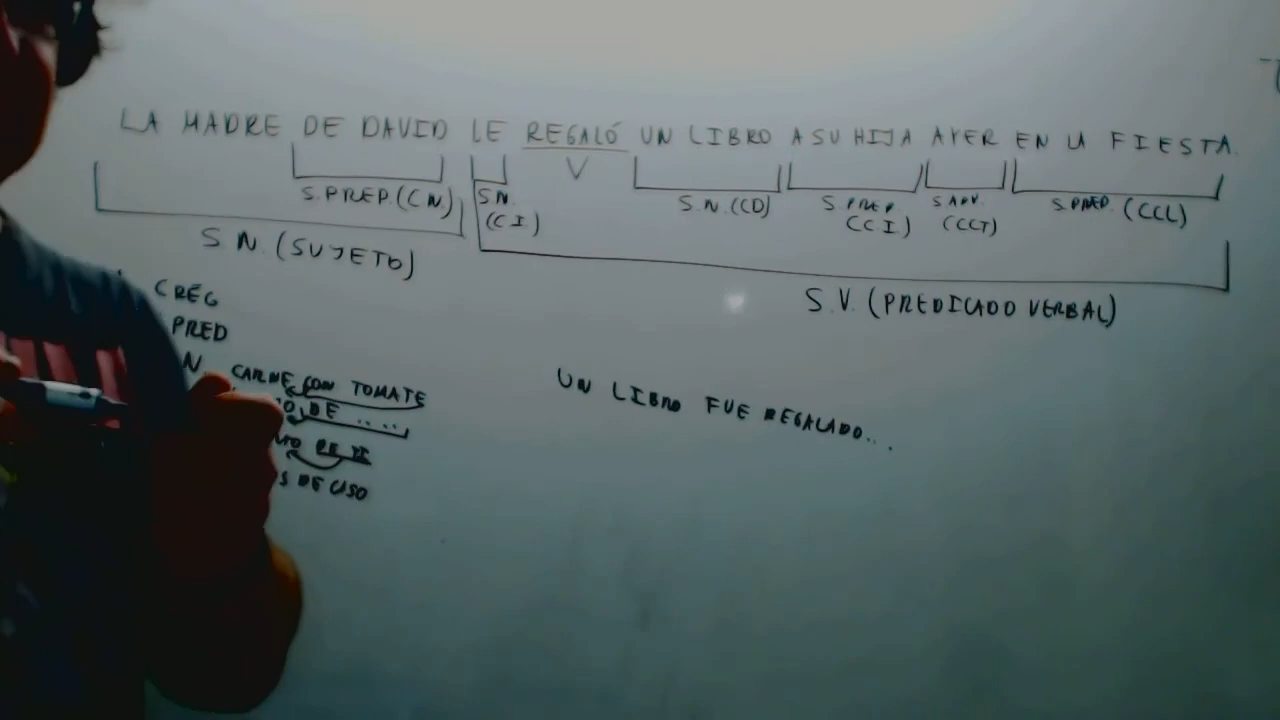 LA MADRE DE DAVID LE REGALÓ UN LIBRO A SU HIJA AYER EN LA FIESTA.
S. PREP (CN) S.N. (CI) V S.N. (CD) S. PREP (CI) S. ADV. (CCT) S. PREP. (CCL)
S.N. (SUJETO)
S.V. (PREDICADO VERBAL)
CREG
PRED
N CARNE CON TOMATE
O DE ....
DE
S DE USO
UN LIBRO FUE REGALADO...